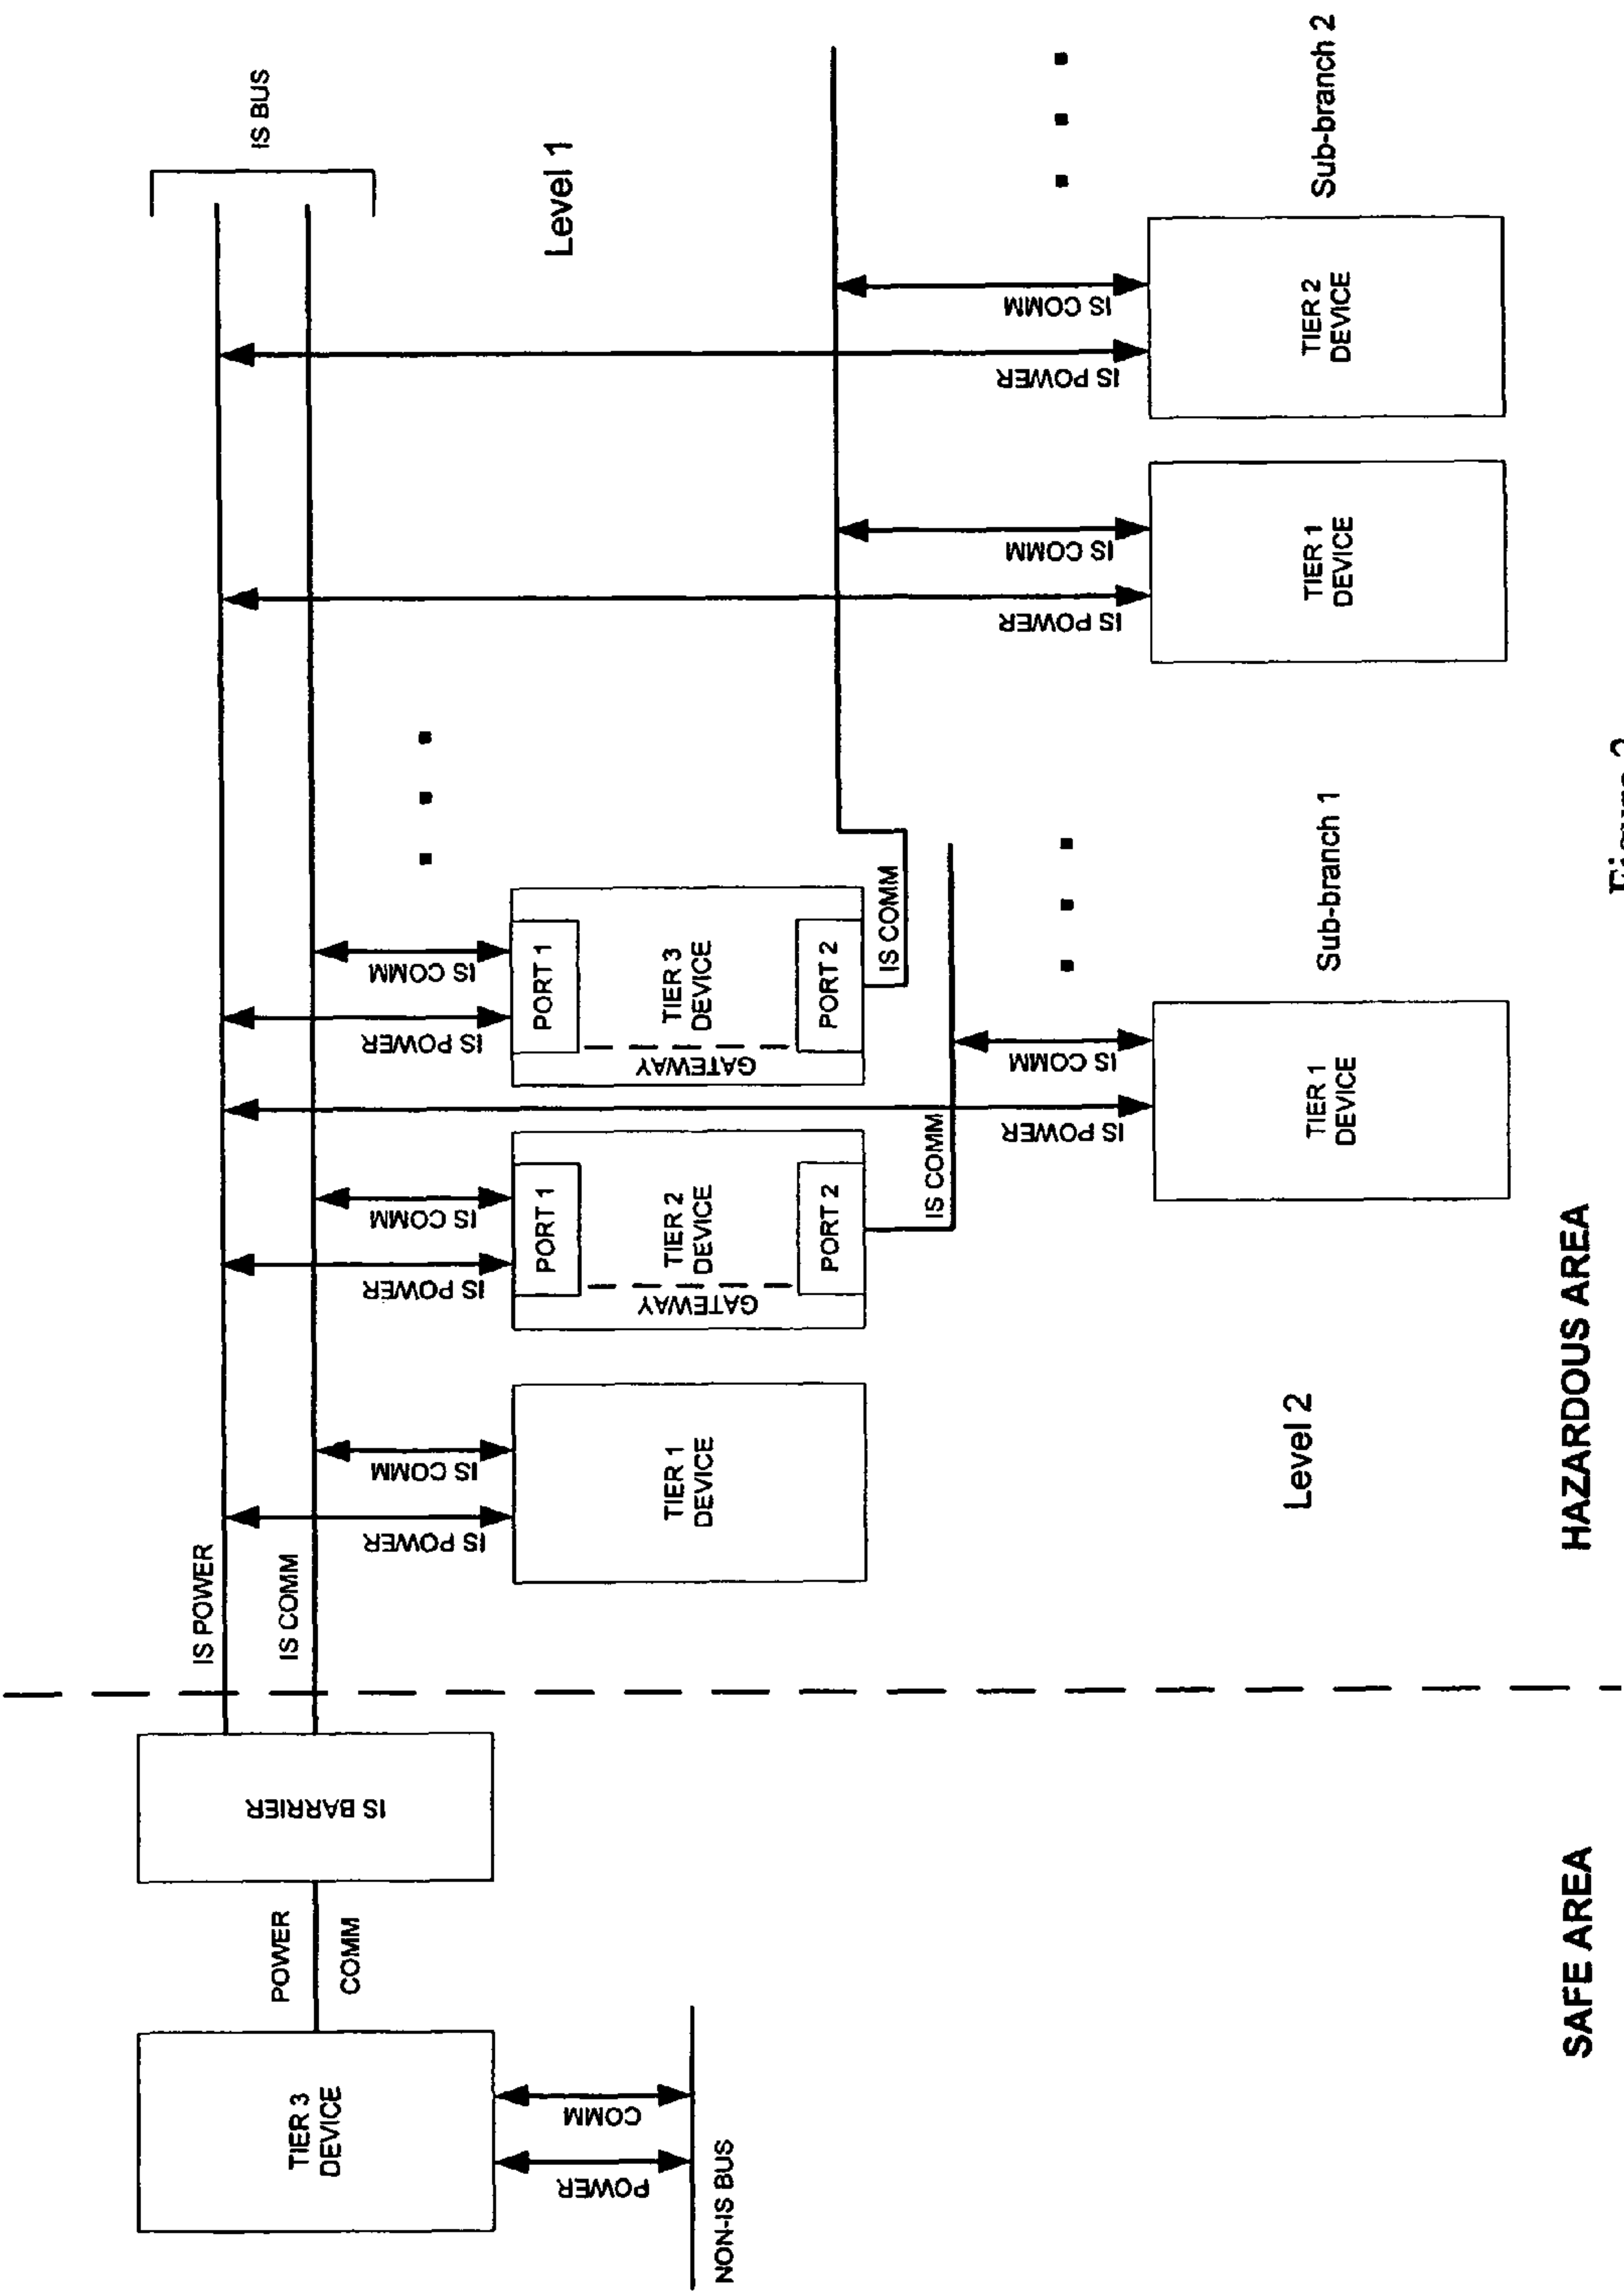 IS BUS
IS POWER
IS COMM
Level 1
TIER 3
DEVICE
POWER
COMM
IS BARRIER
POWER
COMM
NON-IS BUS
IS POWER
IS COMM
TIER 1
DEVICE
IS POWER
IS COMM
PORT 1
GATEWAY
TIER 2
DEVICE
PORT 2
IS COMM
IS POWER
IS COMM
PORT 1
GATEWAY
TIER 3
DEVICE
PORT 2
IS COMM
Level 2
IS POWER
IS COMM
TIER 1
DEVICE
Sub-branch 1
IS POWER
IS COMM
TIER 1
DEVICE
IS POWER
IS COMM
TIER 2
DEVICE
Sub-branch 2
SAFE AREA
HAZARDOUS AREA